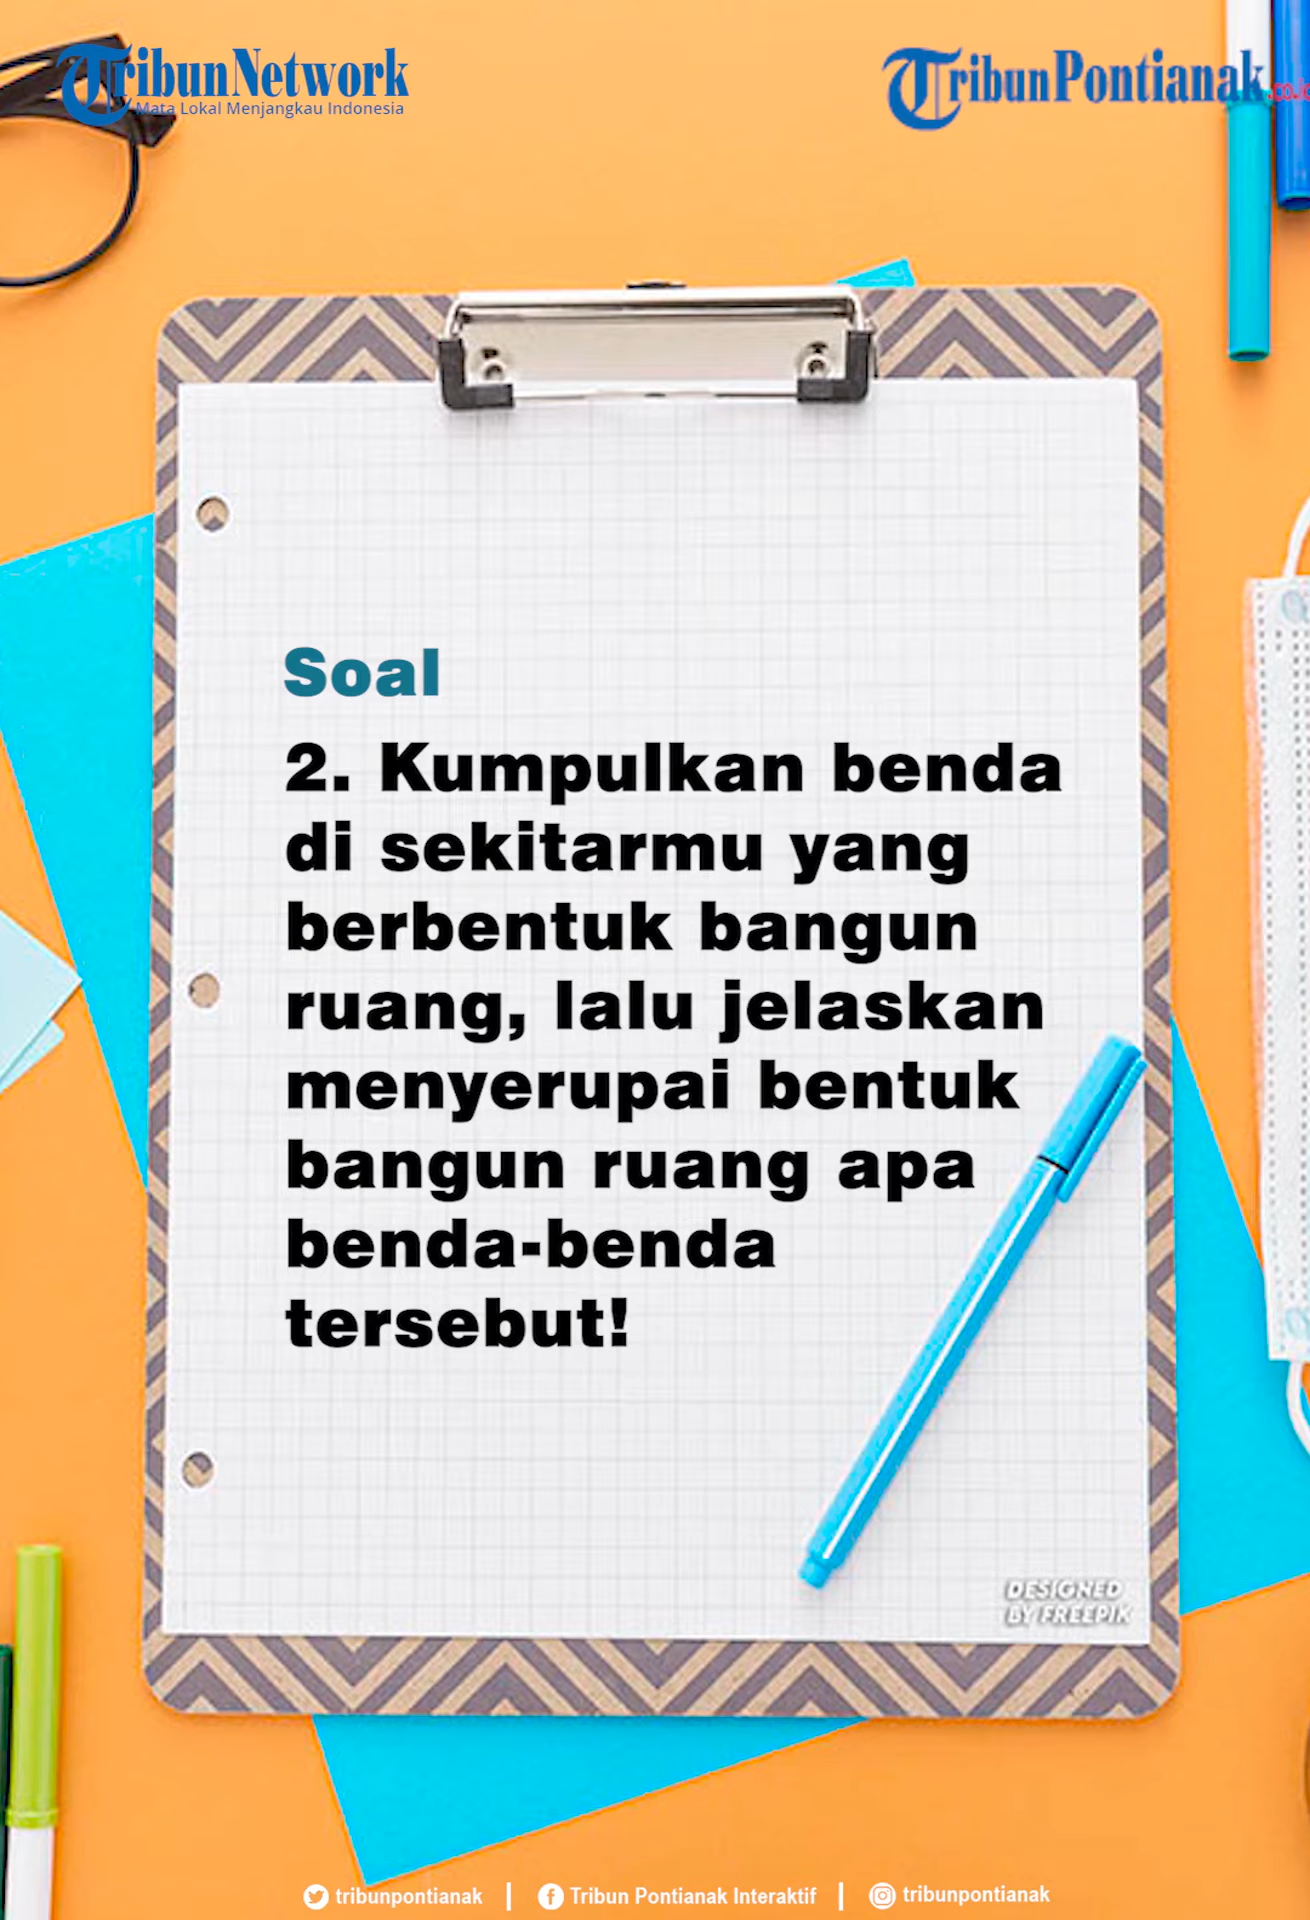 TribunNetwork
Mata Lokal Menjangkau Indonesia
TribunPontianak.co.id
Soal
2. Kumpulkan benda
di sekitarmu yang
berbentuk bangun
ruang, lalu jelaskan
menyerupai bentuk
bangun ruang apa
benda-benda
tersebut!
DESIGNED
BY FREEPIK
tribunpontianak | Tribun Pontianak Interaktif | tribunpontianak